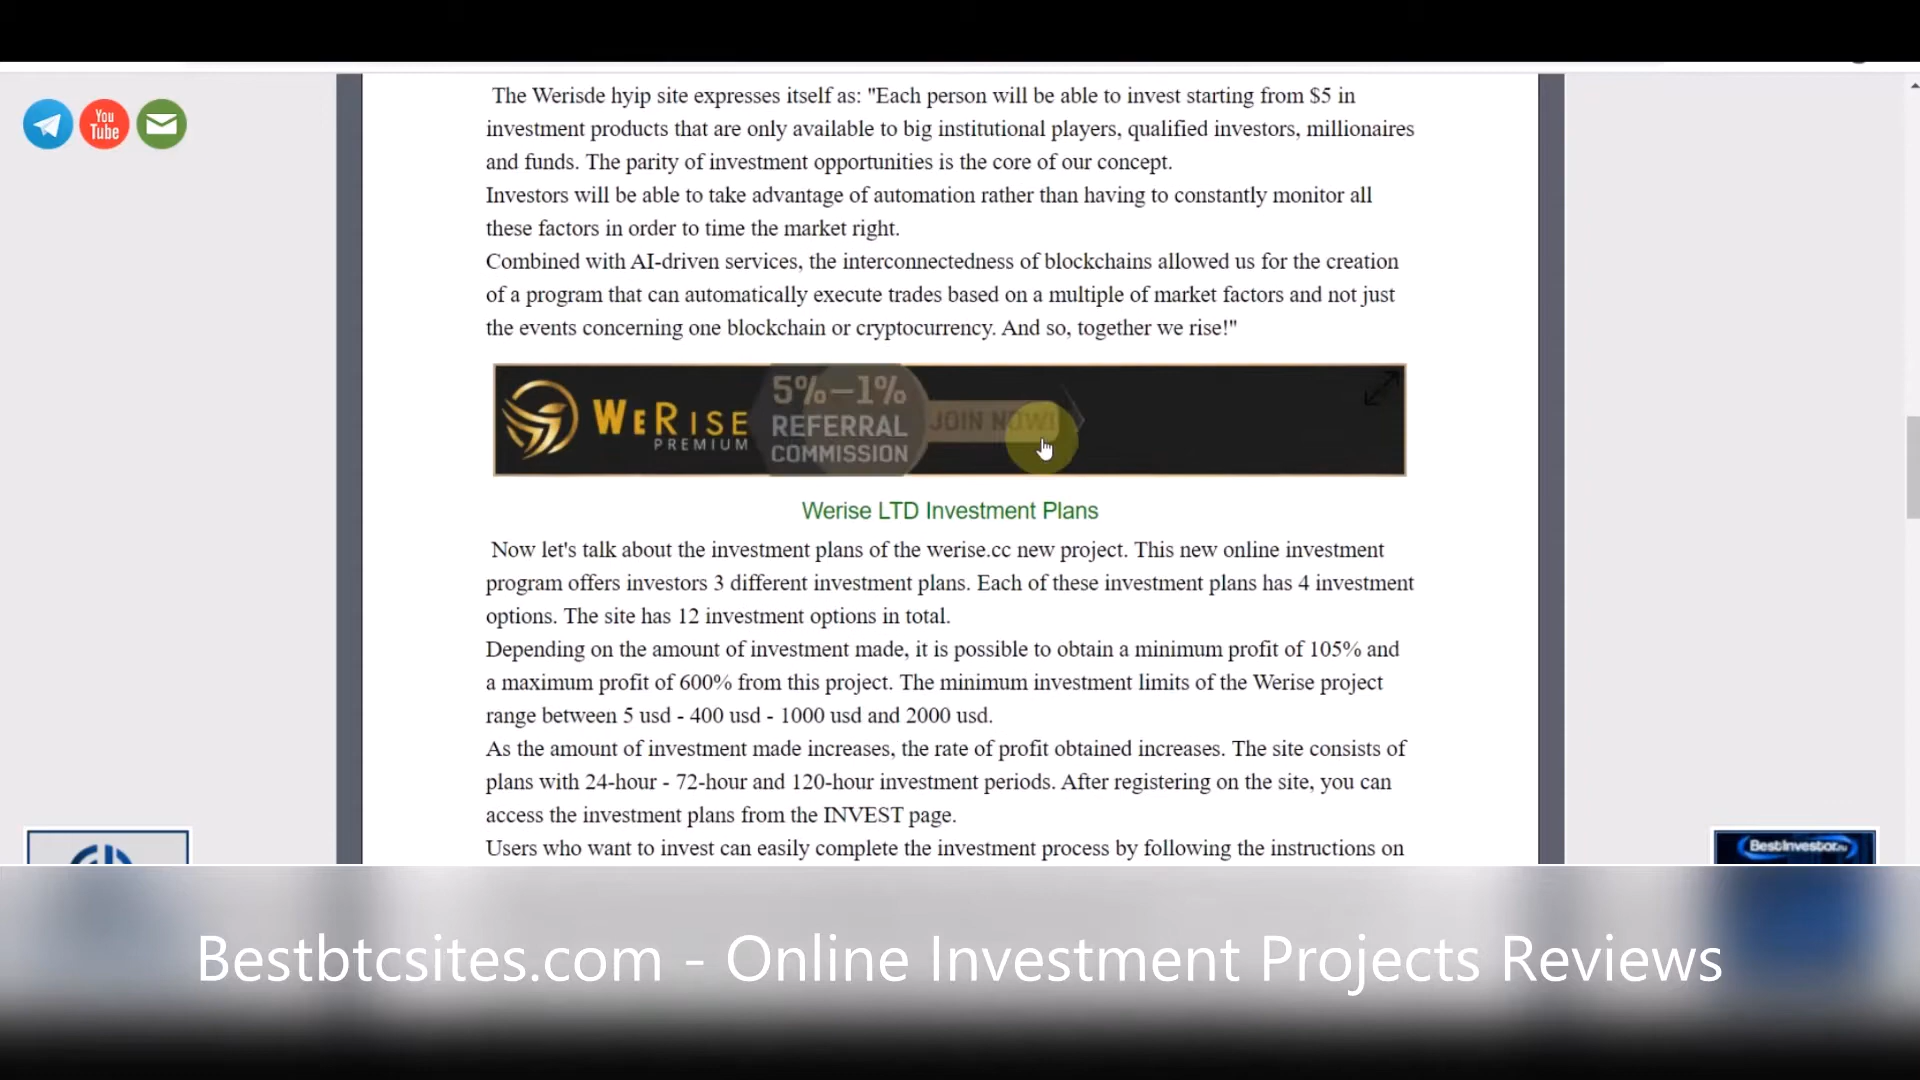 The Werisde hyip site expresses itself as: "Each person will be able to invest starting from $5 in
investment products that are only available to big institutional players, qualified investors, millionaires
and funds. The parity of investment opportunities is the core of our concept.
Investors will be able to take advantage of automation rather than having to constantly monitor all
these factors in order to time the market right.
Combined with AI-driven services, the interconnectedness of blockchains allowed us for the creation
of a program that can automatically execute trades based on a multiple of market factors and not just
the events concerning one blockchain or cryptocurrency. And so, together we rise!"
You
Tube
WERISE
PREMIUM
5%–1%
REFERRAL
COMMISSION
JOIN NOW!
Werise LTD Investment Plans
Now let's talk about the investment plans of the werise.cc new project. This new online investment
program offers investors 3 different investment plans. Each of these investment plans has 4 investment
options. The site has 12 investment options in total.
Depending on the amount of investment made, it is possible to obtain a minimum profit of 105% and
a maximum profit of 600% from this project. The minimum investment limits of the Werise project
range between 5 usd - 400 usd - 1000 usd and 2000 usd.
As the amount of investment made increases, the rate of profit obtained increases. The site consists of
plans with 24-hour - 72-hour and 120-hour investment periods. After registering on the site, you can
access the investment plans from the INVEST page.
Users who want to invest can easily complete the investment process by following the instructions on
BestInvestor.ru
Bestbtcsites.com - Online Investment Projects Reviews